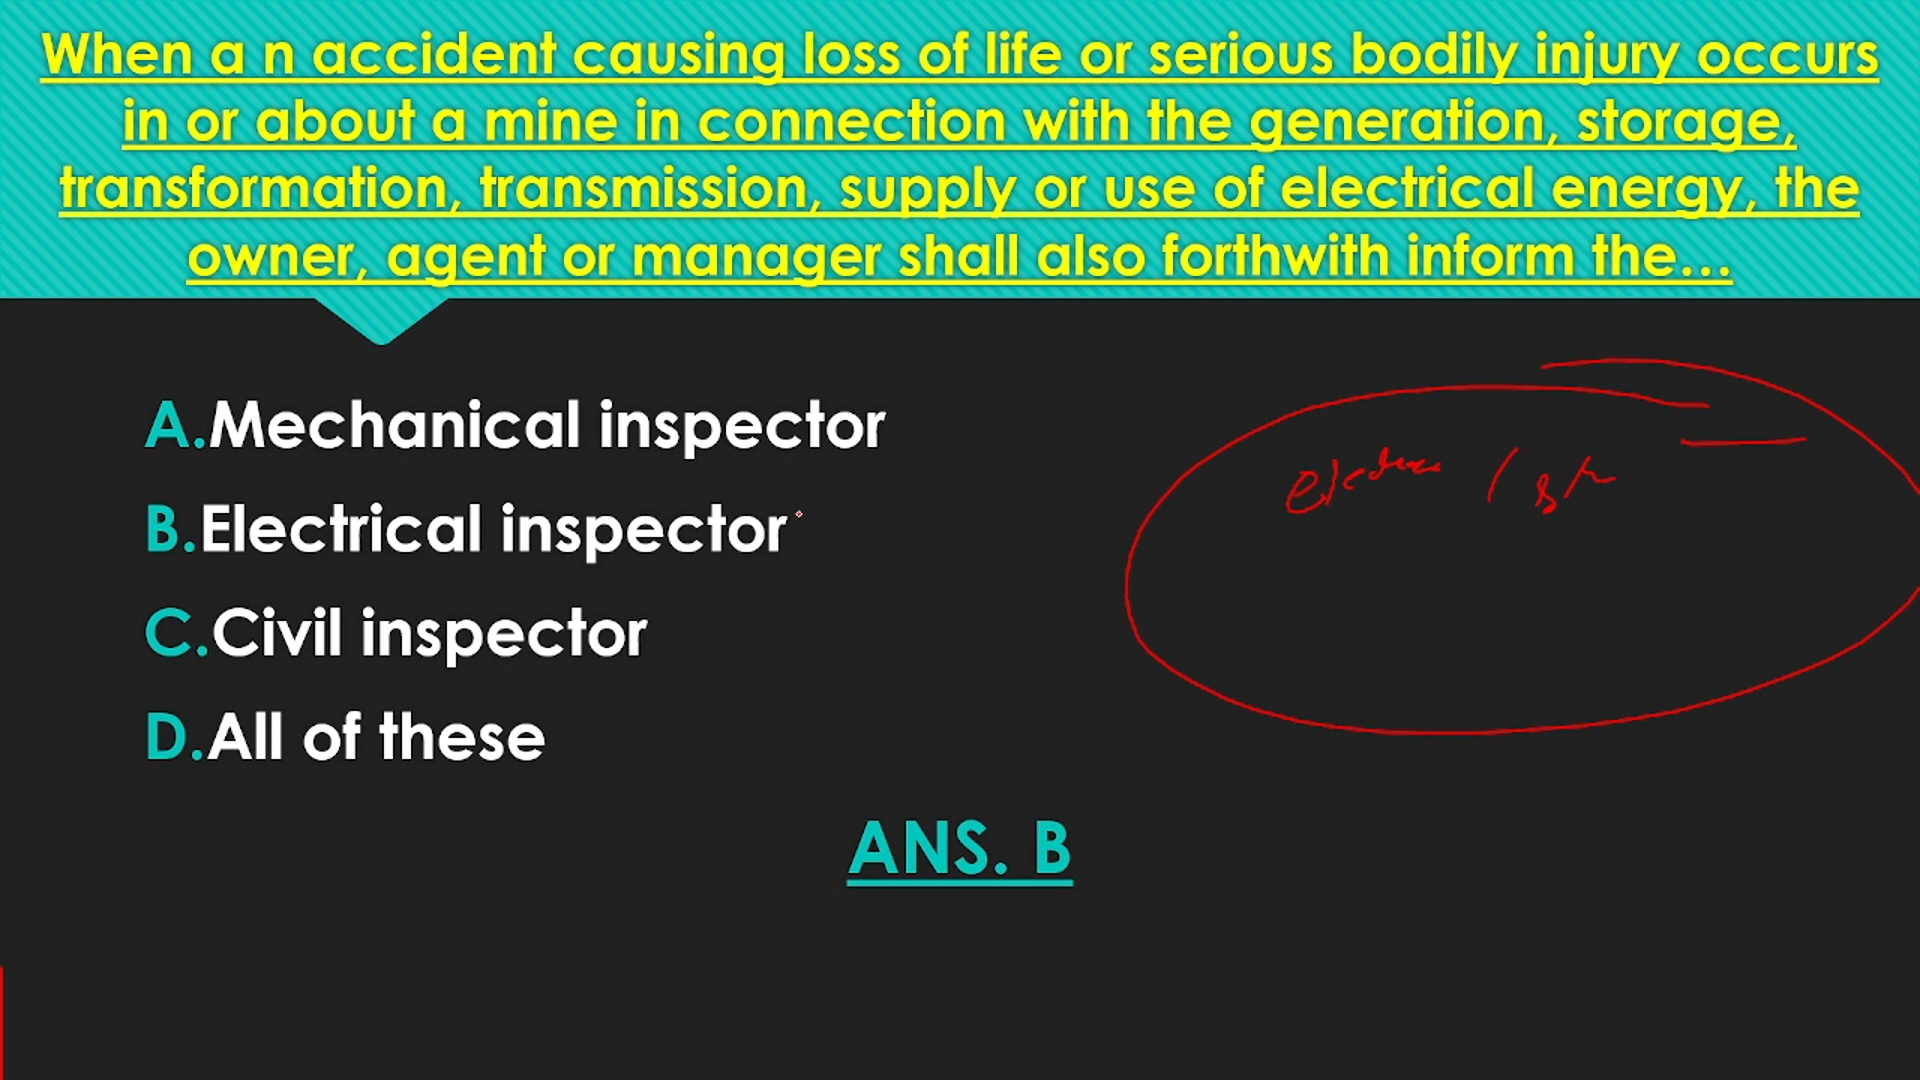 When a n accident causing loss of life or serious bodily injury occurs
in or about a mine in connection with the generation, storage,
transformation, transmission, supply or use of electrical energy, the
owner, agent or manager shall also forthwith inform the...
A.Mechanical inspector
B.Electrical inspector
C.Civil inspector
D.All of these
ANS. B